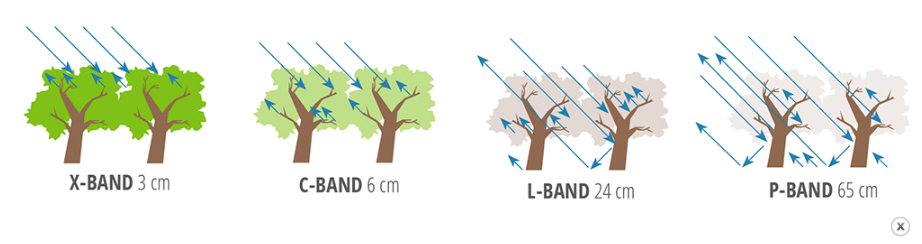 X-BAND 3 cm
C-BAND 6 cm
L-BAND 24 cm
P-BAND 65 cm
x